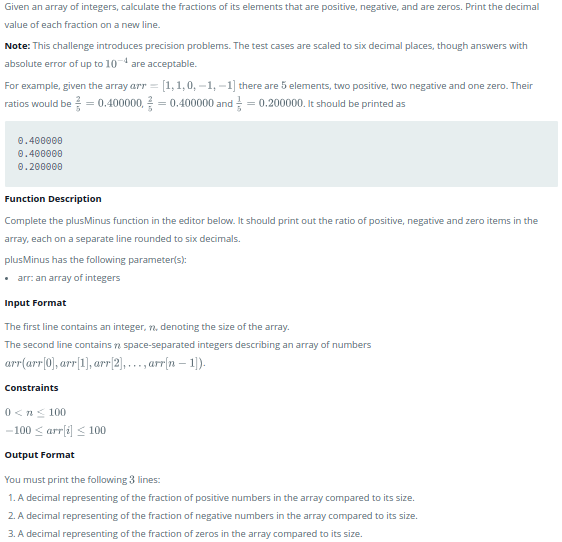 Given an array of integers, calculate the fractions of its elements that are positive, negative, and are zeros. Print the decimal
value of each fraction on a new line.
Note: This challenge introduces precision problems. The test cases are scaled to six decimal places, though answers with
absolute error of up to 10⁻⁴ are acceptable.
For example, given the array arr = [1, 1, 0, −1, −1] there are 5 elements, two positive, two negative and one zero. Their
ratios would be 2/5 = 0.400000, 2/5 = 0.400000 and 1/5 = 0.200000. It should be printed as
0.400000
0.400000
0.200000
Function Description
Complete the plusMinus function in the editor below. It should print out the ratio of positive, negative and zero items in the
array, each on a separate line rounded to six decimals.
plusMinus has the following parameter(s):
• arr: an array of integers
Input Format
The first line contains an integer, n, denoting the size of the array.
The second line contains n space-separated integers describing an array of numbers
arr(arr[0], arr[1], arr[2], . . . , arr[n − 1]).
Constraints
0 < n ≤ 100
−100 ≤ arr[i] ≤ 100
Output Format
You must print the following 3 lines:
1. A decimal representing of the fraction of positive numbers in the array compared to its size.
2. A decimal representing of the fraction of negative numbers in the array compared to its size.
3. A decimal representing of the fraction of zeros in the array compared to its size.